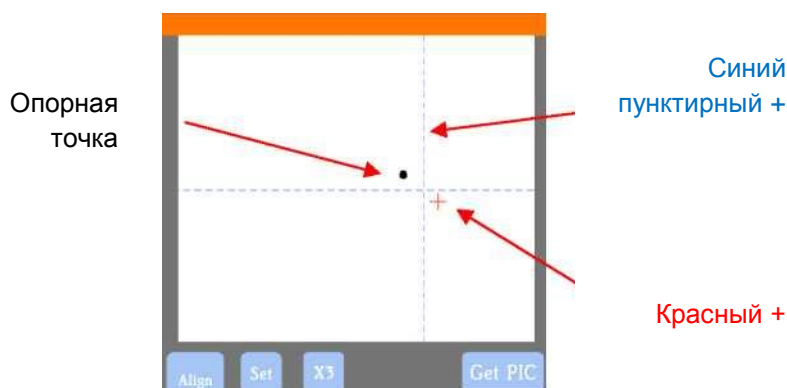 Синий
пунктирный +
Опорная
точка
Красный +
Align
Set
X3
Get PIC